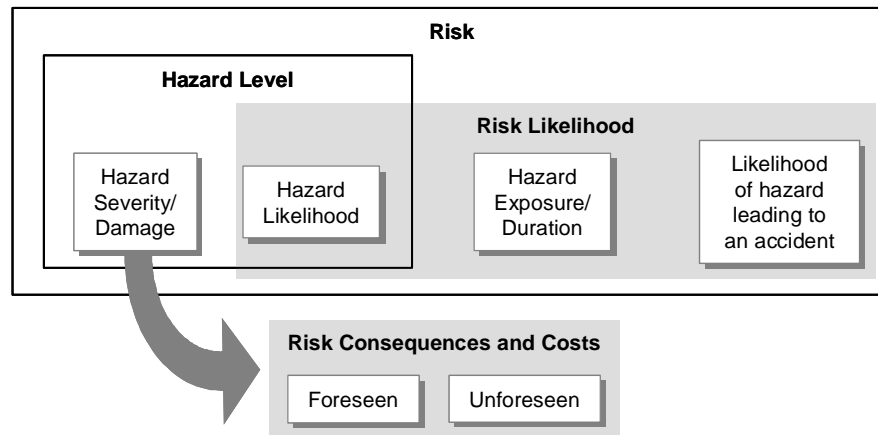 Risk
Hazard Level
Risk Likelihood
Hazard
Severity/
Damage
Hazard
Likelihood
Hazard
Exposure/
Duration
Likelihood
of hazard
leading to
an accident
Risk Consequences and Costs
Foreseen
Unforeseen